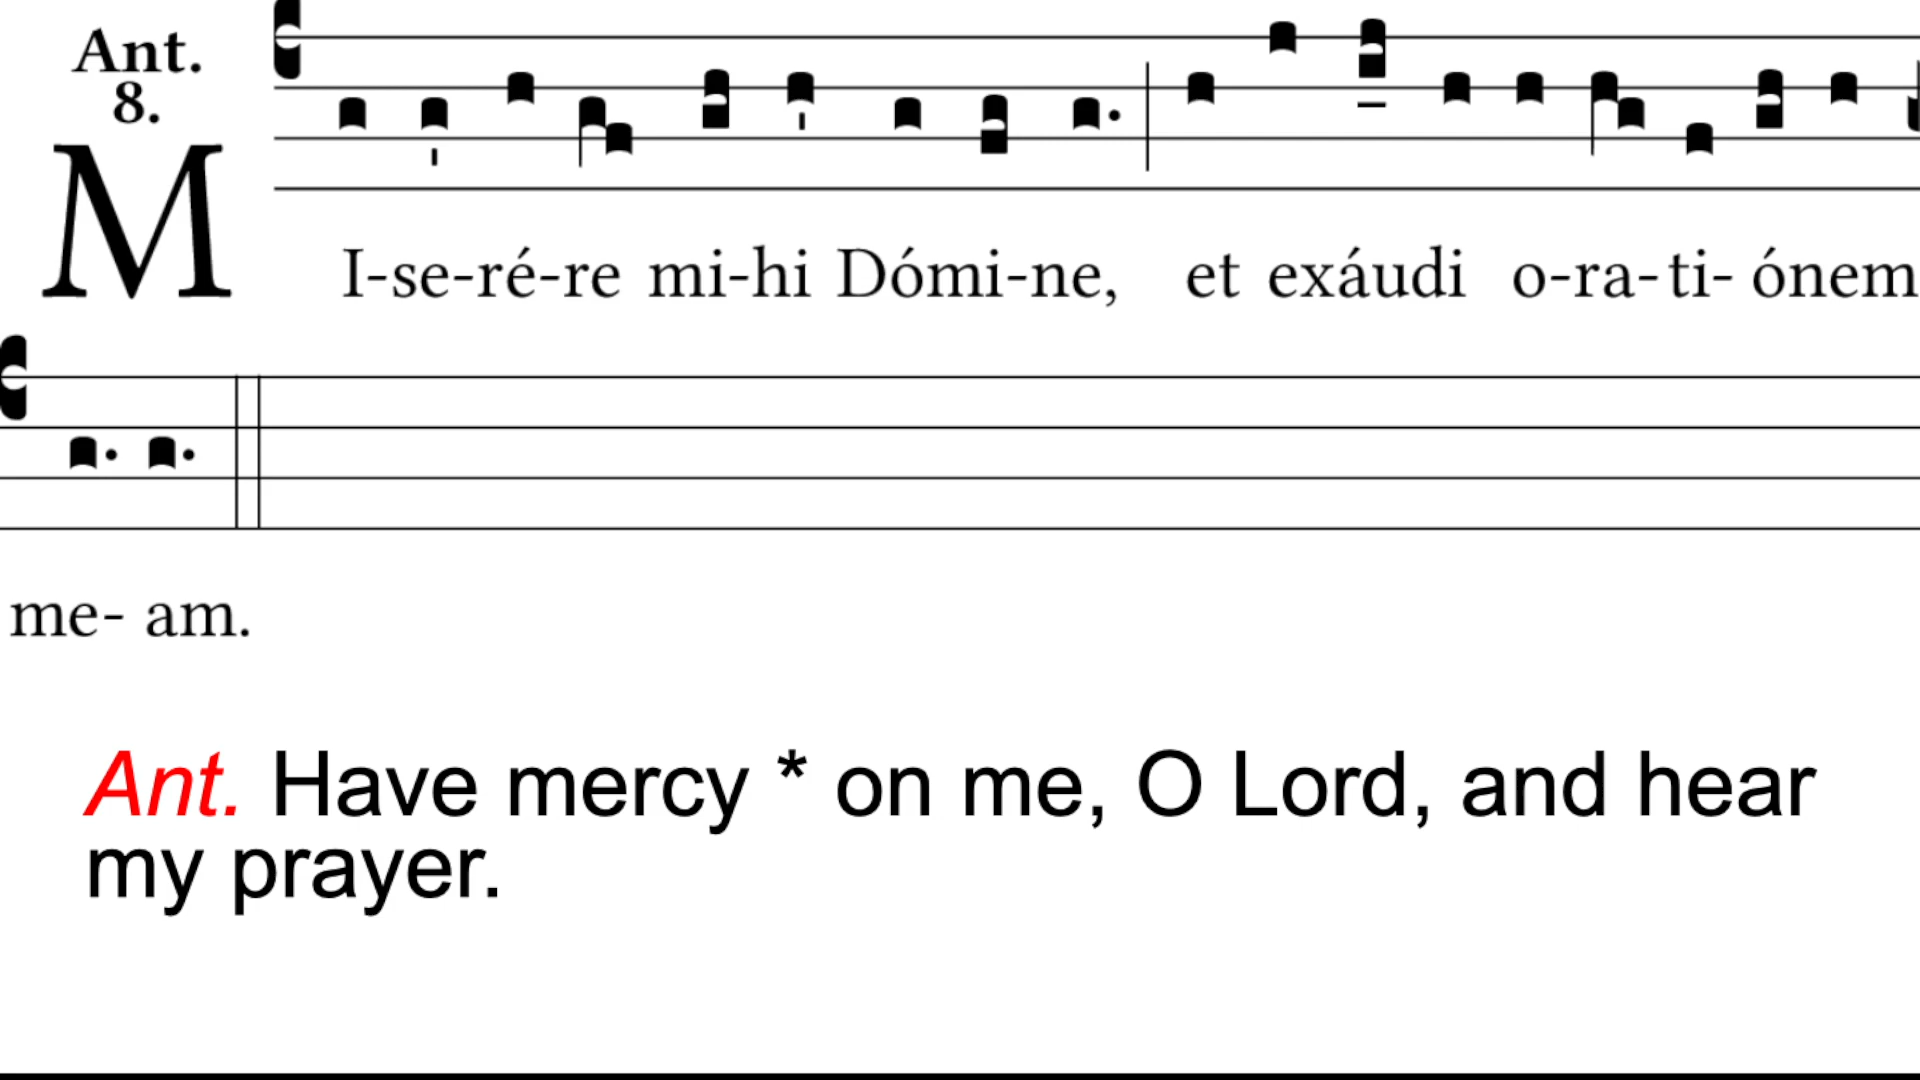 Ant.
8.
MI-se-ré-re mi-hi Dómi-ne, et exáudi o-ra-ti-ónem
me-am.
Ant. Have mercy * on me, O Lord, and hear
my prayer.